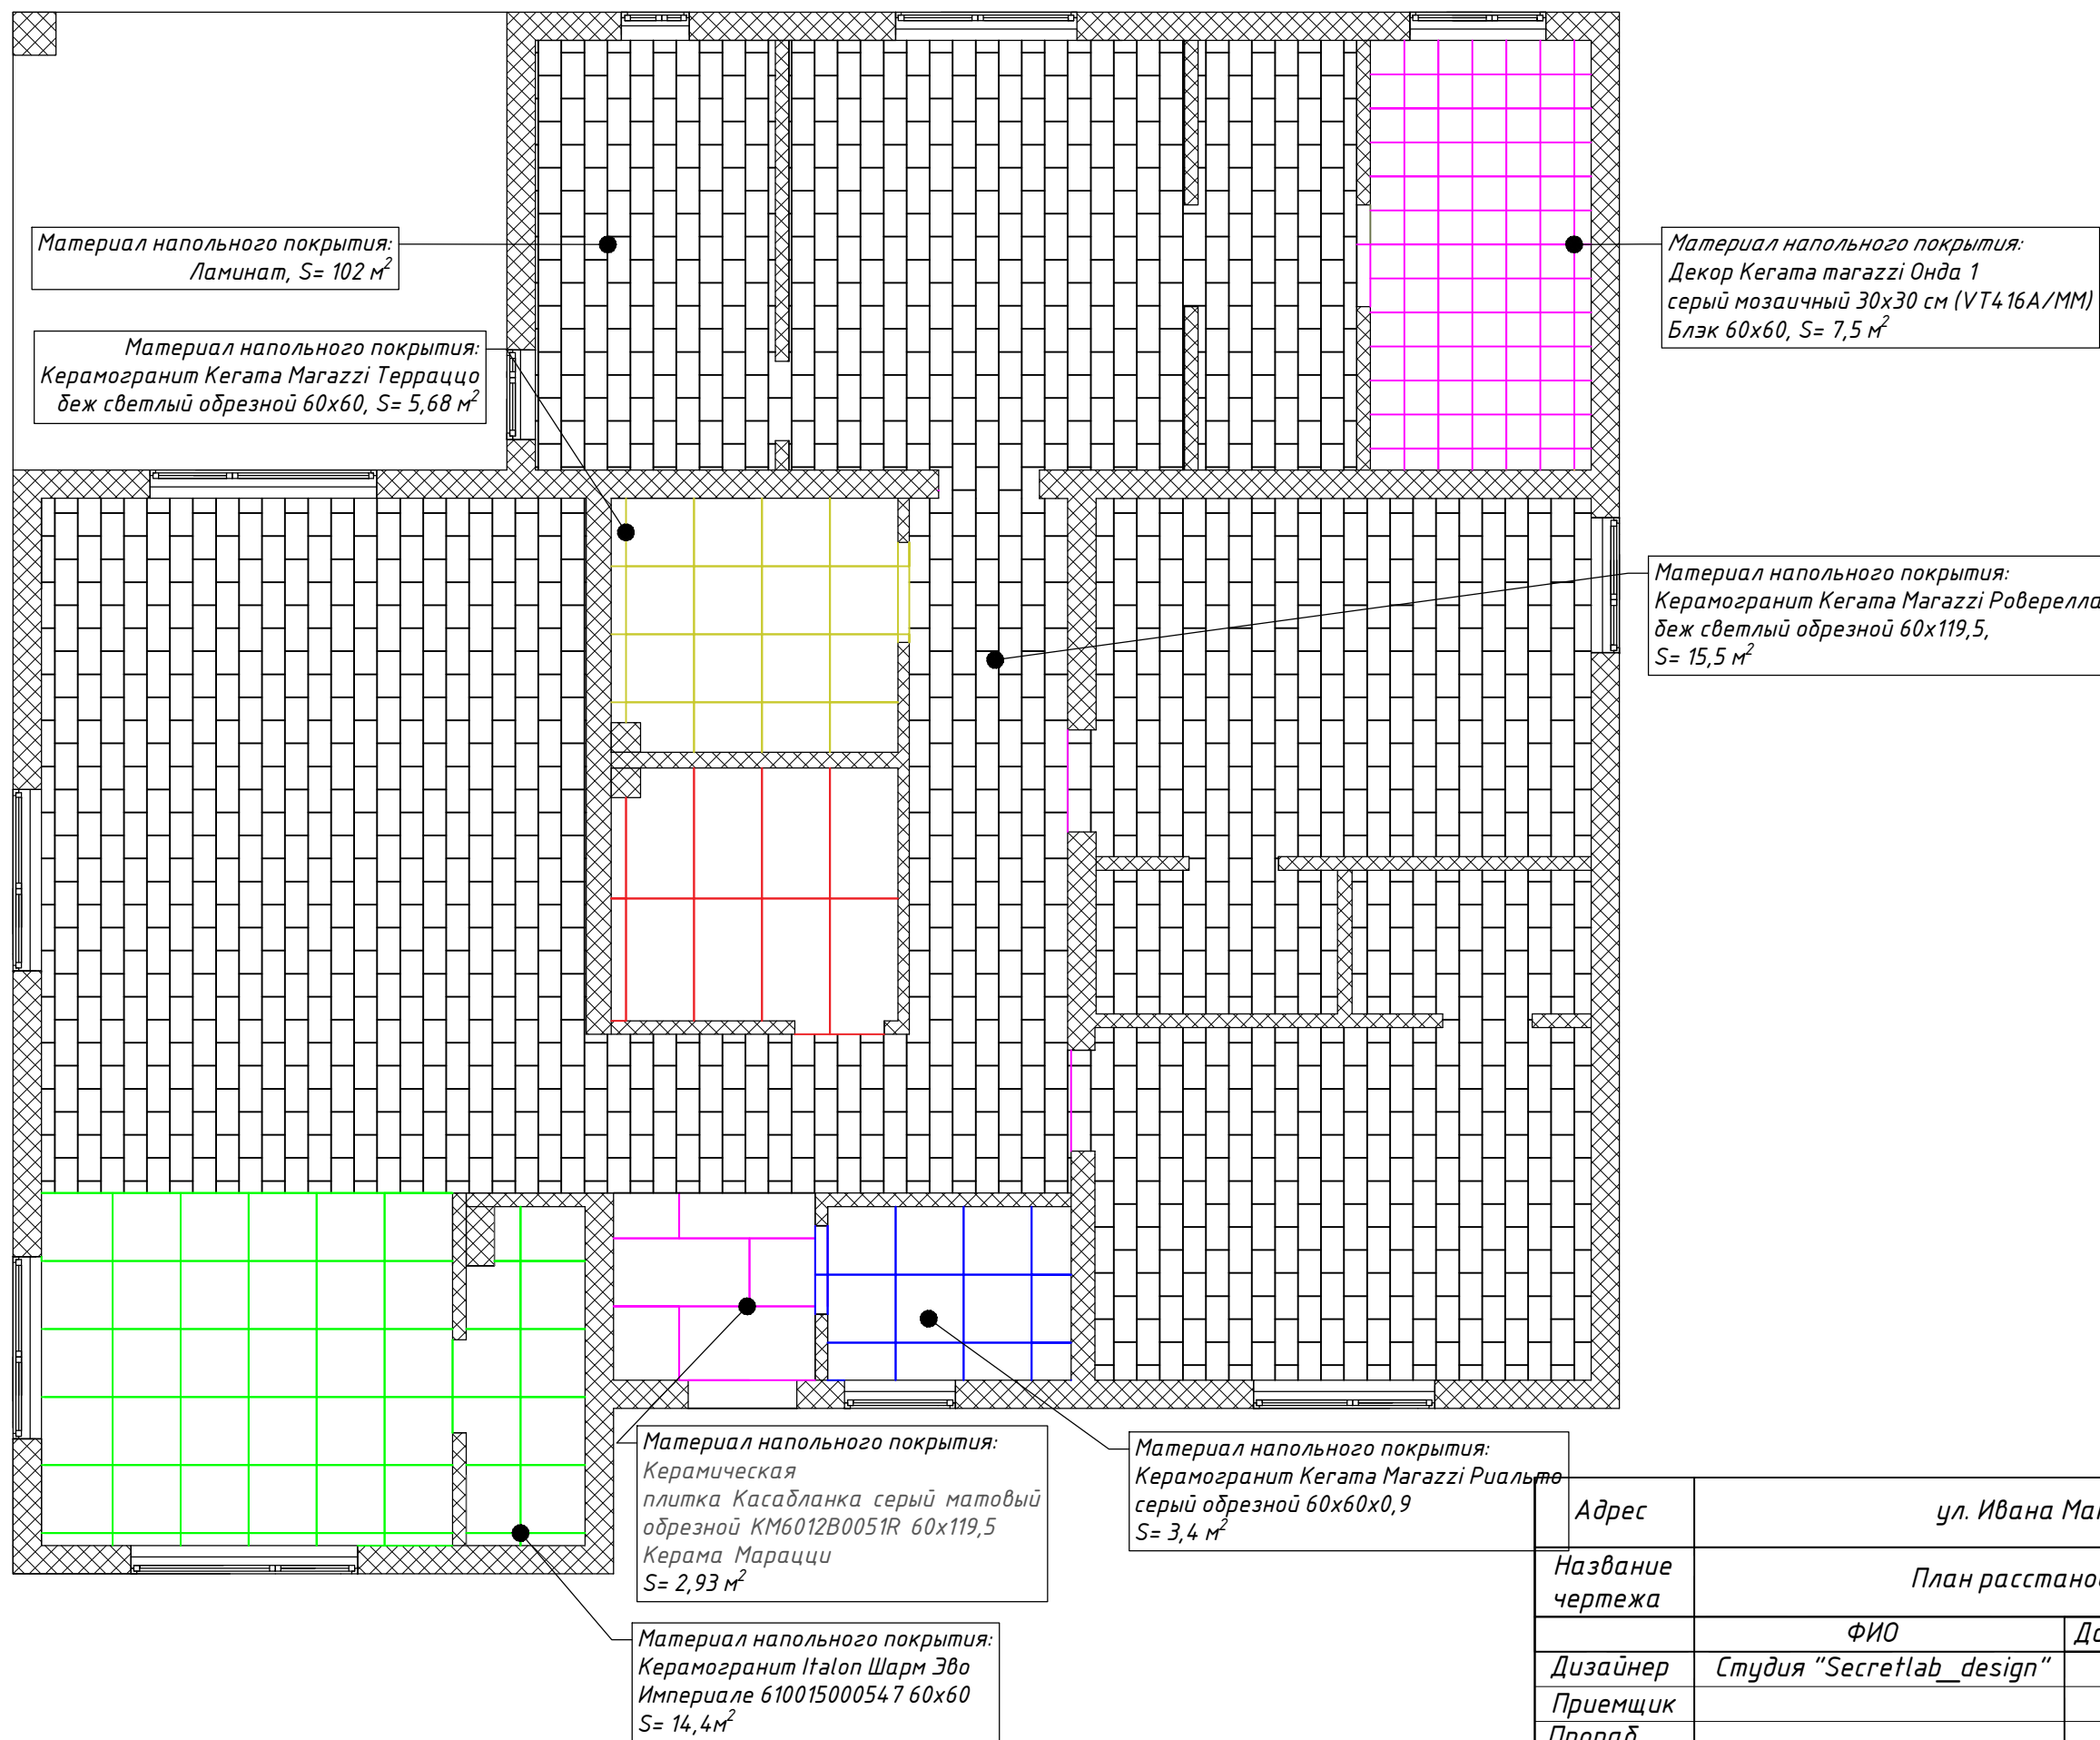 Материал напольного покрытия:
Ламинат, S= 102 м²
Материал напольного покрытия:
Керамогранит Kerama Marazzi Терраццо
беж светлый обрезной 60x60, S= 5,68 м²
Материал напольного покрытия:
Декор Kerama marazzi Онда 1
серый мозаичный 30x30 см (VT416A/MM)
Блэк 60x60, S= 7,5 м²
Материал напольного покрытия:
Керамогранит Kerama Marazzi Роверелла
беж светлый обрезной 60x119,5,
S= 15,5 м²
Материал напольного покрытия:
Керамическая
плитка Касабланка серый матовый
обрезной KM6012B0051R 60x119,5
Керама Марацци
S= 2,93 м²
Материал напольного покрытия:
Керамогранит Kerama Marazzi Риальто
серый обрезной 60x60x0,9
S= 3,4 м²
Материал напольного покрытия:
Керамогранит Italon Шарм Эво
Империале 610015000547 60x60
S= 14,4м²
Адрес
ул. Ивана
Название
чертежа
План
ФИО
Дизайнер Студия "Secretlab_design"
Приемщик
Прораб